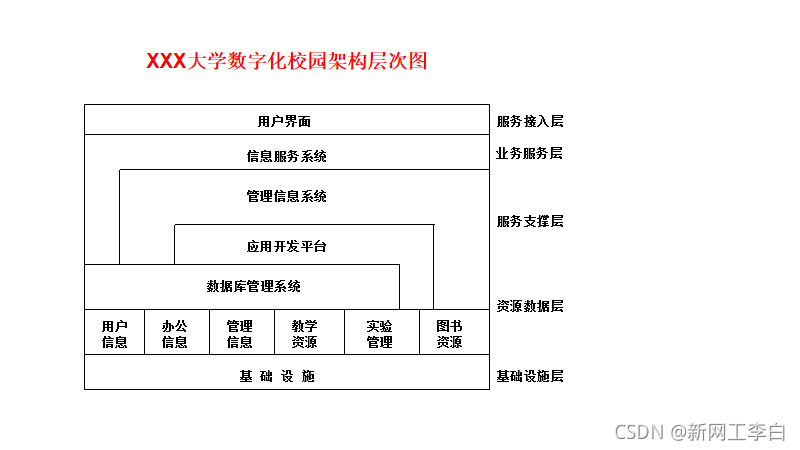 XXX大学数字化校园架构层次图
用户界面 服务接入层
信息服务系统 业务服务层
管理信息系统
服务支撑层
应用开发平台
数据库管理系统
资源数据层
用户 办公 管理 教学 实验 图书
信息 信息 信息 资源 管理 资源
基 础 设 施 基础设施层
CSDN @新网工李白